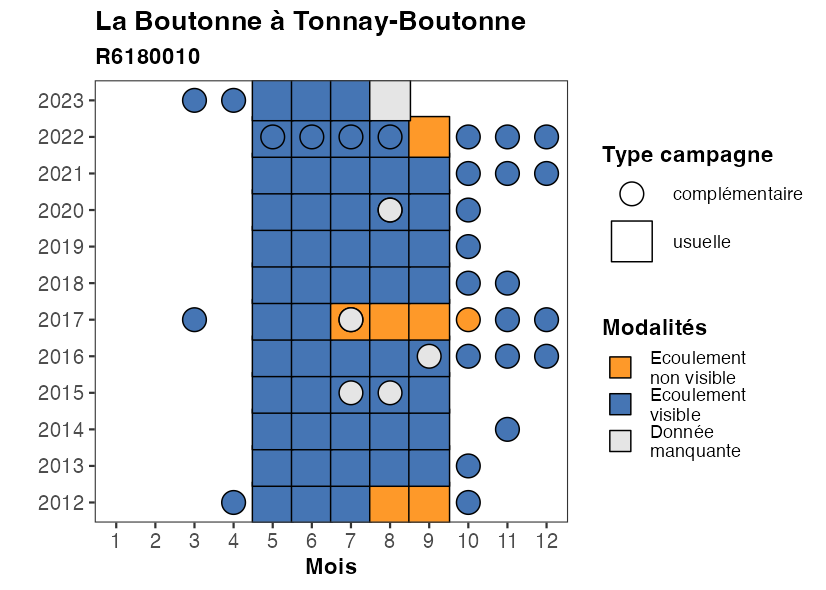 La Boutonne à Tonnay-Boutonne
R6180010
2023
2022
2021
2020
2019
2018
2017
2016
2015
2014
2013
2012
1 2 3 4 5 6 7 8 9 10 11 12
Mois
Type campagne
complémentaire
usuelle
Modalités
Ecoulement
non visible
Ecoulement
visible
Donnée
manquante